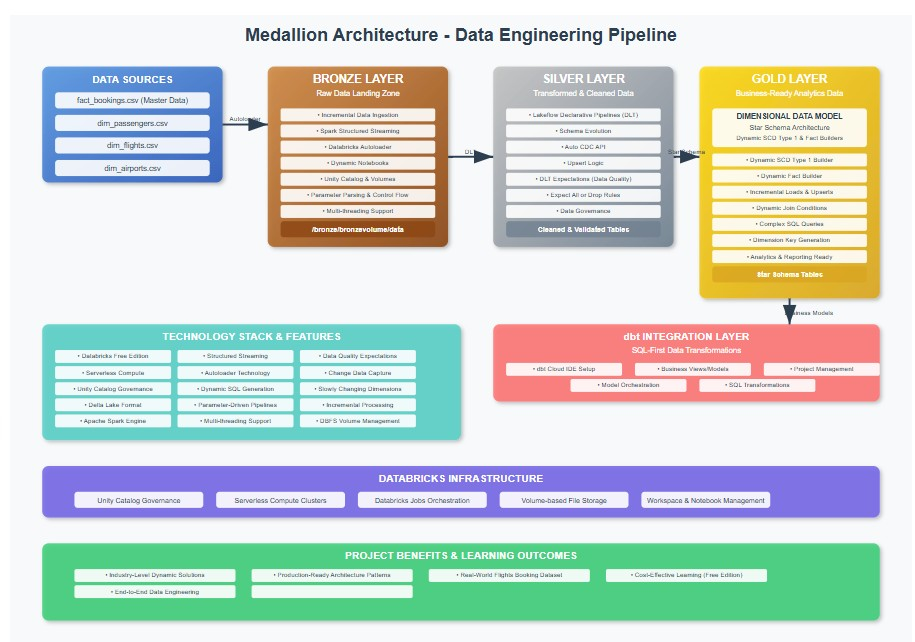 Medallion Architecture - Data Engineering Pipeline
DATA SOURCES
fact_bookings.csv (Master Data)
dim_passengers.csv
dim_flights.csv
dim_airports.csv
Autoloader
BRONZE LAYER
Raw Data Landing Zone
• Incremental Data Ingestion
• Spark Structured Streaming
• Databricks Autoloader
• Dynamic Notebooks
• Unity Catalog & Volumes
• Parameter Parsing & Control Flow
• Multi-threading Support
/bronze/bronzevolume/data
DLT
SILVER LAYER
Transformed & Cleaned Data
• Lakeflow Declarative Pipelines (DLT)
• Schema Evolution
• Auto CDC API
• Upsert Logic
• DLT Expectations (Data Quality)
• Expect All or Drop Rules
• Data Governance
Cleaned & Validated Tables
Star Schema
GOLD LAYER
Business-Ready Analytics Data
DIMENSIONAL DATA MODEL
Star Schema Architecture
Dynamic SCD Type 1 & Fact Builders
• Dynamic SCD Type 1 Builder
• Dynamic Fact Builder
• Incremental Loads & Upserts
• Dynamic Join Conditions
• Complex SQL Queries
• Dimension Key Generation
• Analytics & Reporting Ready
Star Schema Tables
Business Models
TECHNOLOGY STACK & FEATURES
• Databricks Free Edition
• Structured Streaming
• Data Quality Expectations
• Serverless Compute
• Autoloader Technology
• Change Data Capture
• Unity Catalog Governance
• Dynamic SQL Generation
• Slowly Changing Dimensions
• Delta Lake Format
• Parameter-Driven Pipelines
• Incremental Processing
• Apache Spark Engine
• Multi-threading Support
• DBFS Volume Management
dbt INTEGRATION LAYER
SQL-First Data Transformations
• dbt Cloud IDE Setup
• Business Views/Models
• Project Management
• Model Orchestration
• SQL Transformations
DATABRICKS INFRASTRUCTURE
Unity Catalog Governance
Serverless Compute Clusters
Databricks Jobs Orchestration
Volume-based File Storage
Workspace & Notebook Management
PROJECT BENEFITS & LEARNING OUTCOMES
• Industry-Level Dynamic Solutions
• Production-Ready Architecture Patterns
• Real-World Flights Booking Dataset
• Cost-Effective Learning (Free Edition)
• End-to-End Data Engineering